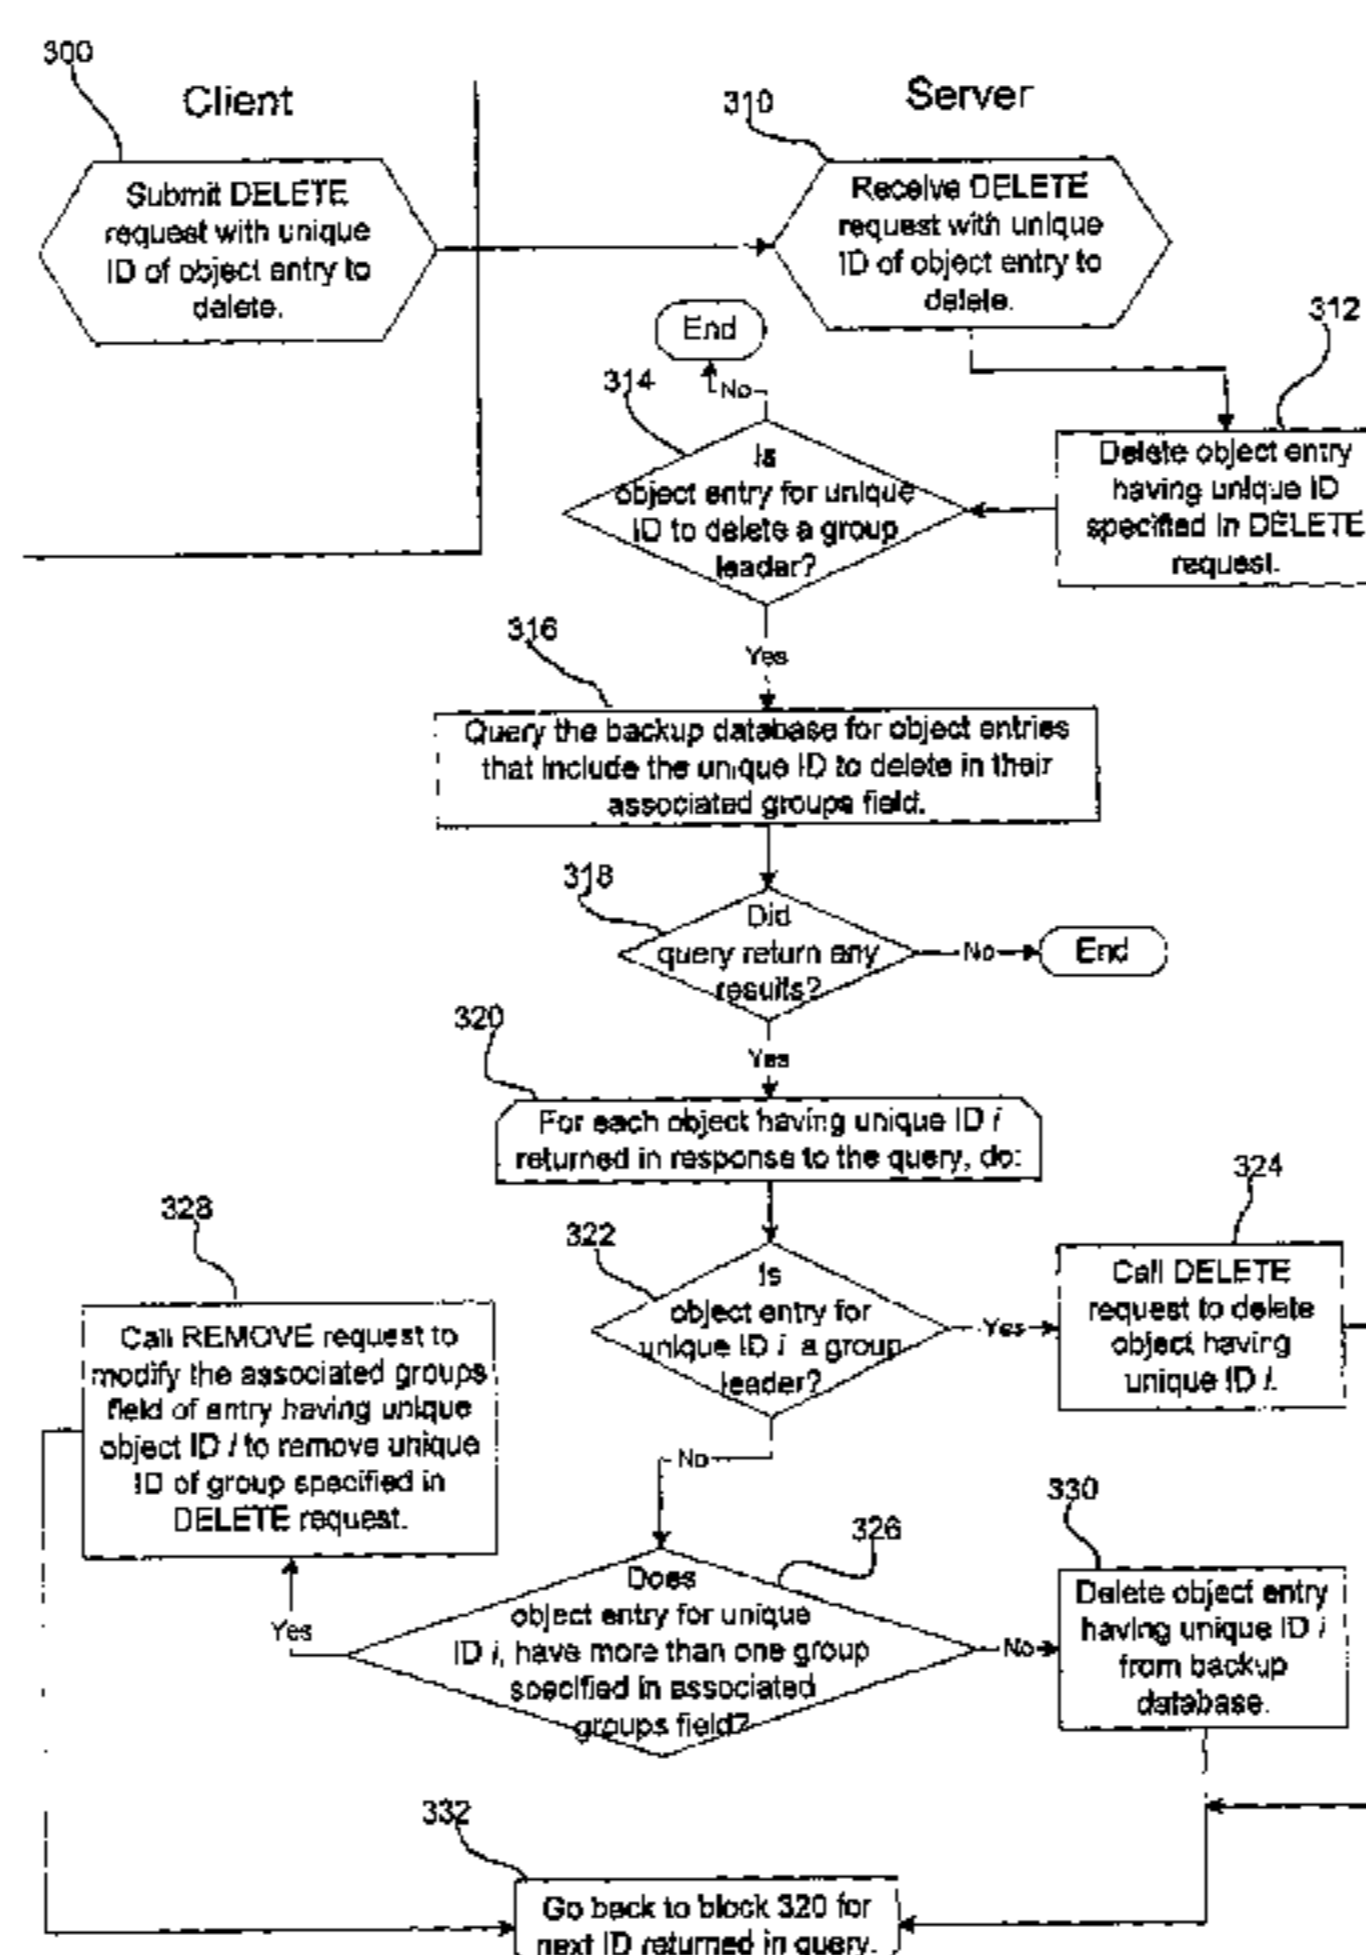 300
Client
310
Server
Submit DELETE
request with unique
ID of object entry to
delete.
Receive DELETE
request with unique
ID of object entry to
delete.
312
End
314
No
Is
object entry for unique
ID to delete a group
leader?
Delete object entry
having unique ID
specified in DELETE
request.
316
Yes
Query the backup database for object entries
that include the unique ID to delete in their
associated groups field.
318
Did
query return any
results?
No
End
320
Yes
For each object having unique ID i
returned in response to the query, do:
324
328
322
Is
object entry for
unique ID i a group
leader?
Yes
Call DELETE
request to delete
object having
unique ID i.
Call REMOVE request to
modify the associated groups
field of entry having unique
object ID i to remove unique
ID of group specified in
DELETE request.
No
330
326
Does
object entry for unique
ID i, have more than one group
specified in associated
groups field?
Yes
No
Delete object entry
having unique ID i
from backup
database.
332
Go back to block 320 for
next ID returned in query.